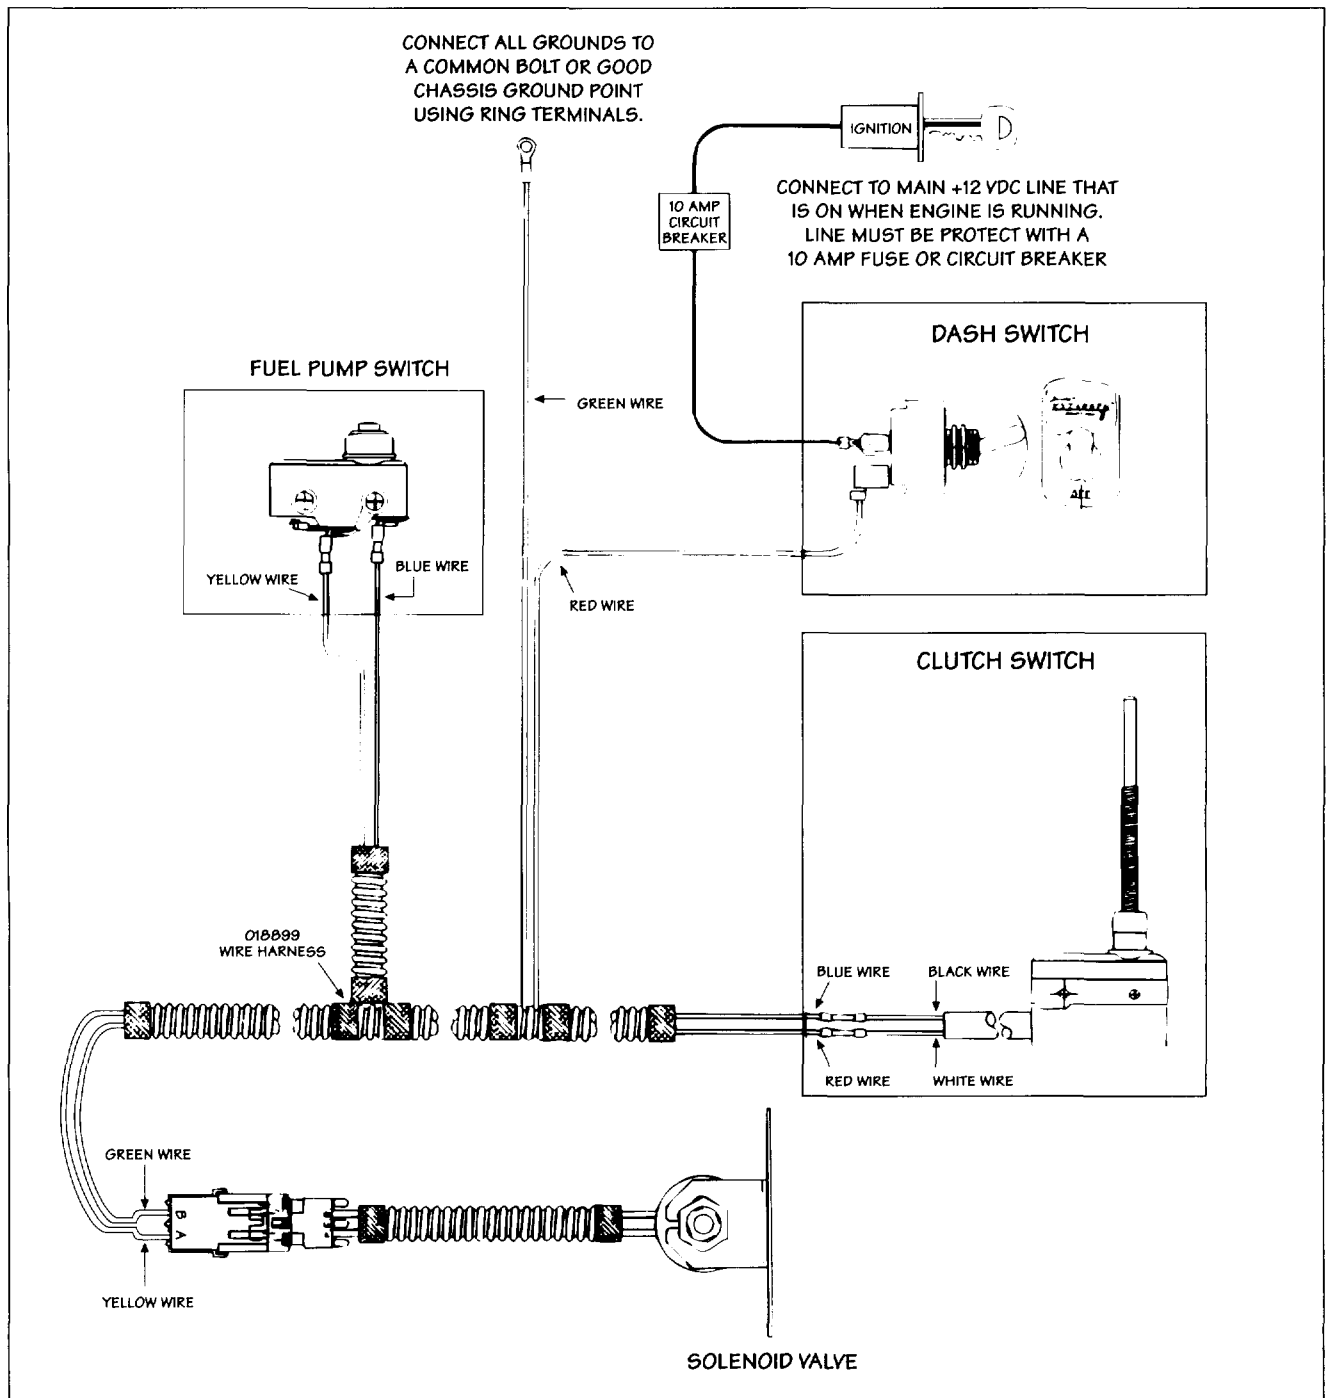 CONNECT ALL GROUNDS TO
A COMMON BOLT OR GOOD
CHASSIS GROUND POINT
USING RING TERMINALS.
IGNITION
10 AMP
CIRCUIT
BREAKER
CONNECT TO MAIN +12 VDC LINE THAT
IS ON WHEN ENGINE IS RUNNING.
LINE MUST BE PROTECT WITH A
10 AMP FUSE OR CIRCUIT BREAKER
DASH SWITCH
OFF
FUEL PUMP SWITCH
GREEN WIRE
YELLOW WIRE
BLUE WIRE
RED WIRE
CLUTCH SWITCH
018899
WIRE HARNESS
BLUE WIRE
BLACK WIRE
RED WIRE
WHITE WIRE
GREEN WIRE
B
A
YELLOW WIRE
SOLENOID VALVE